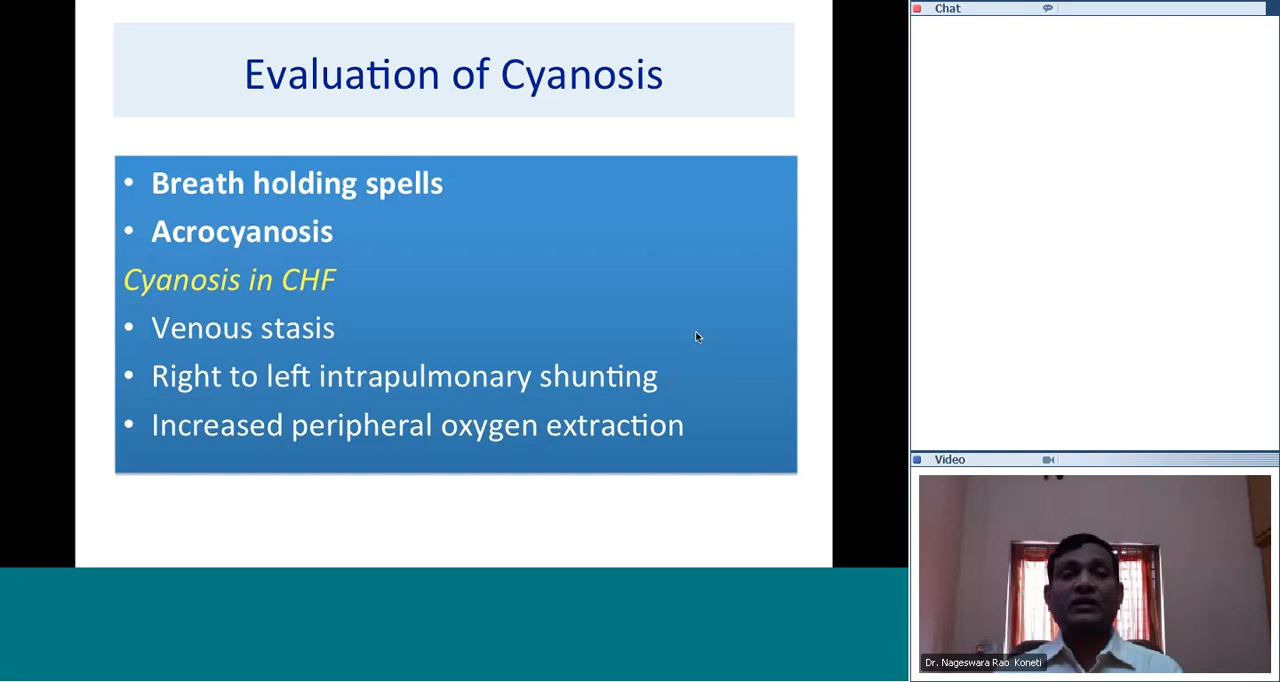 Evaluation of Cyanosis
• Breath holding spells
• Acrocyanosis
Cyanosis in CHF
• Venous stasis
• Right to left intrapulmonary shunting
• Increased peripheral oxygen extraction
Chat
Video
Dr. Nageswara Rao Koneti